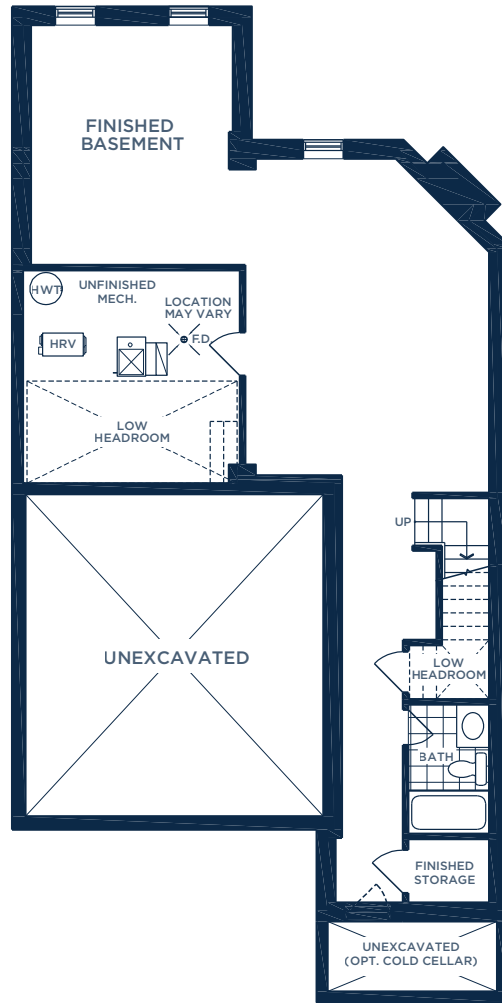 FINISHED
BASEMENT
HWT
UNFINISHED
MECH.
LOCATION
MAY VARY
HRV
F.D.
LOW
HEADROOM
UP
UNEXCAVATED
LOW
HEADROOM
BATH
FINISHED
STORAGE
UNEXCAVATED
(OPT. COLD CELLAR)